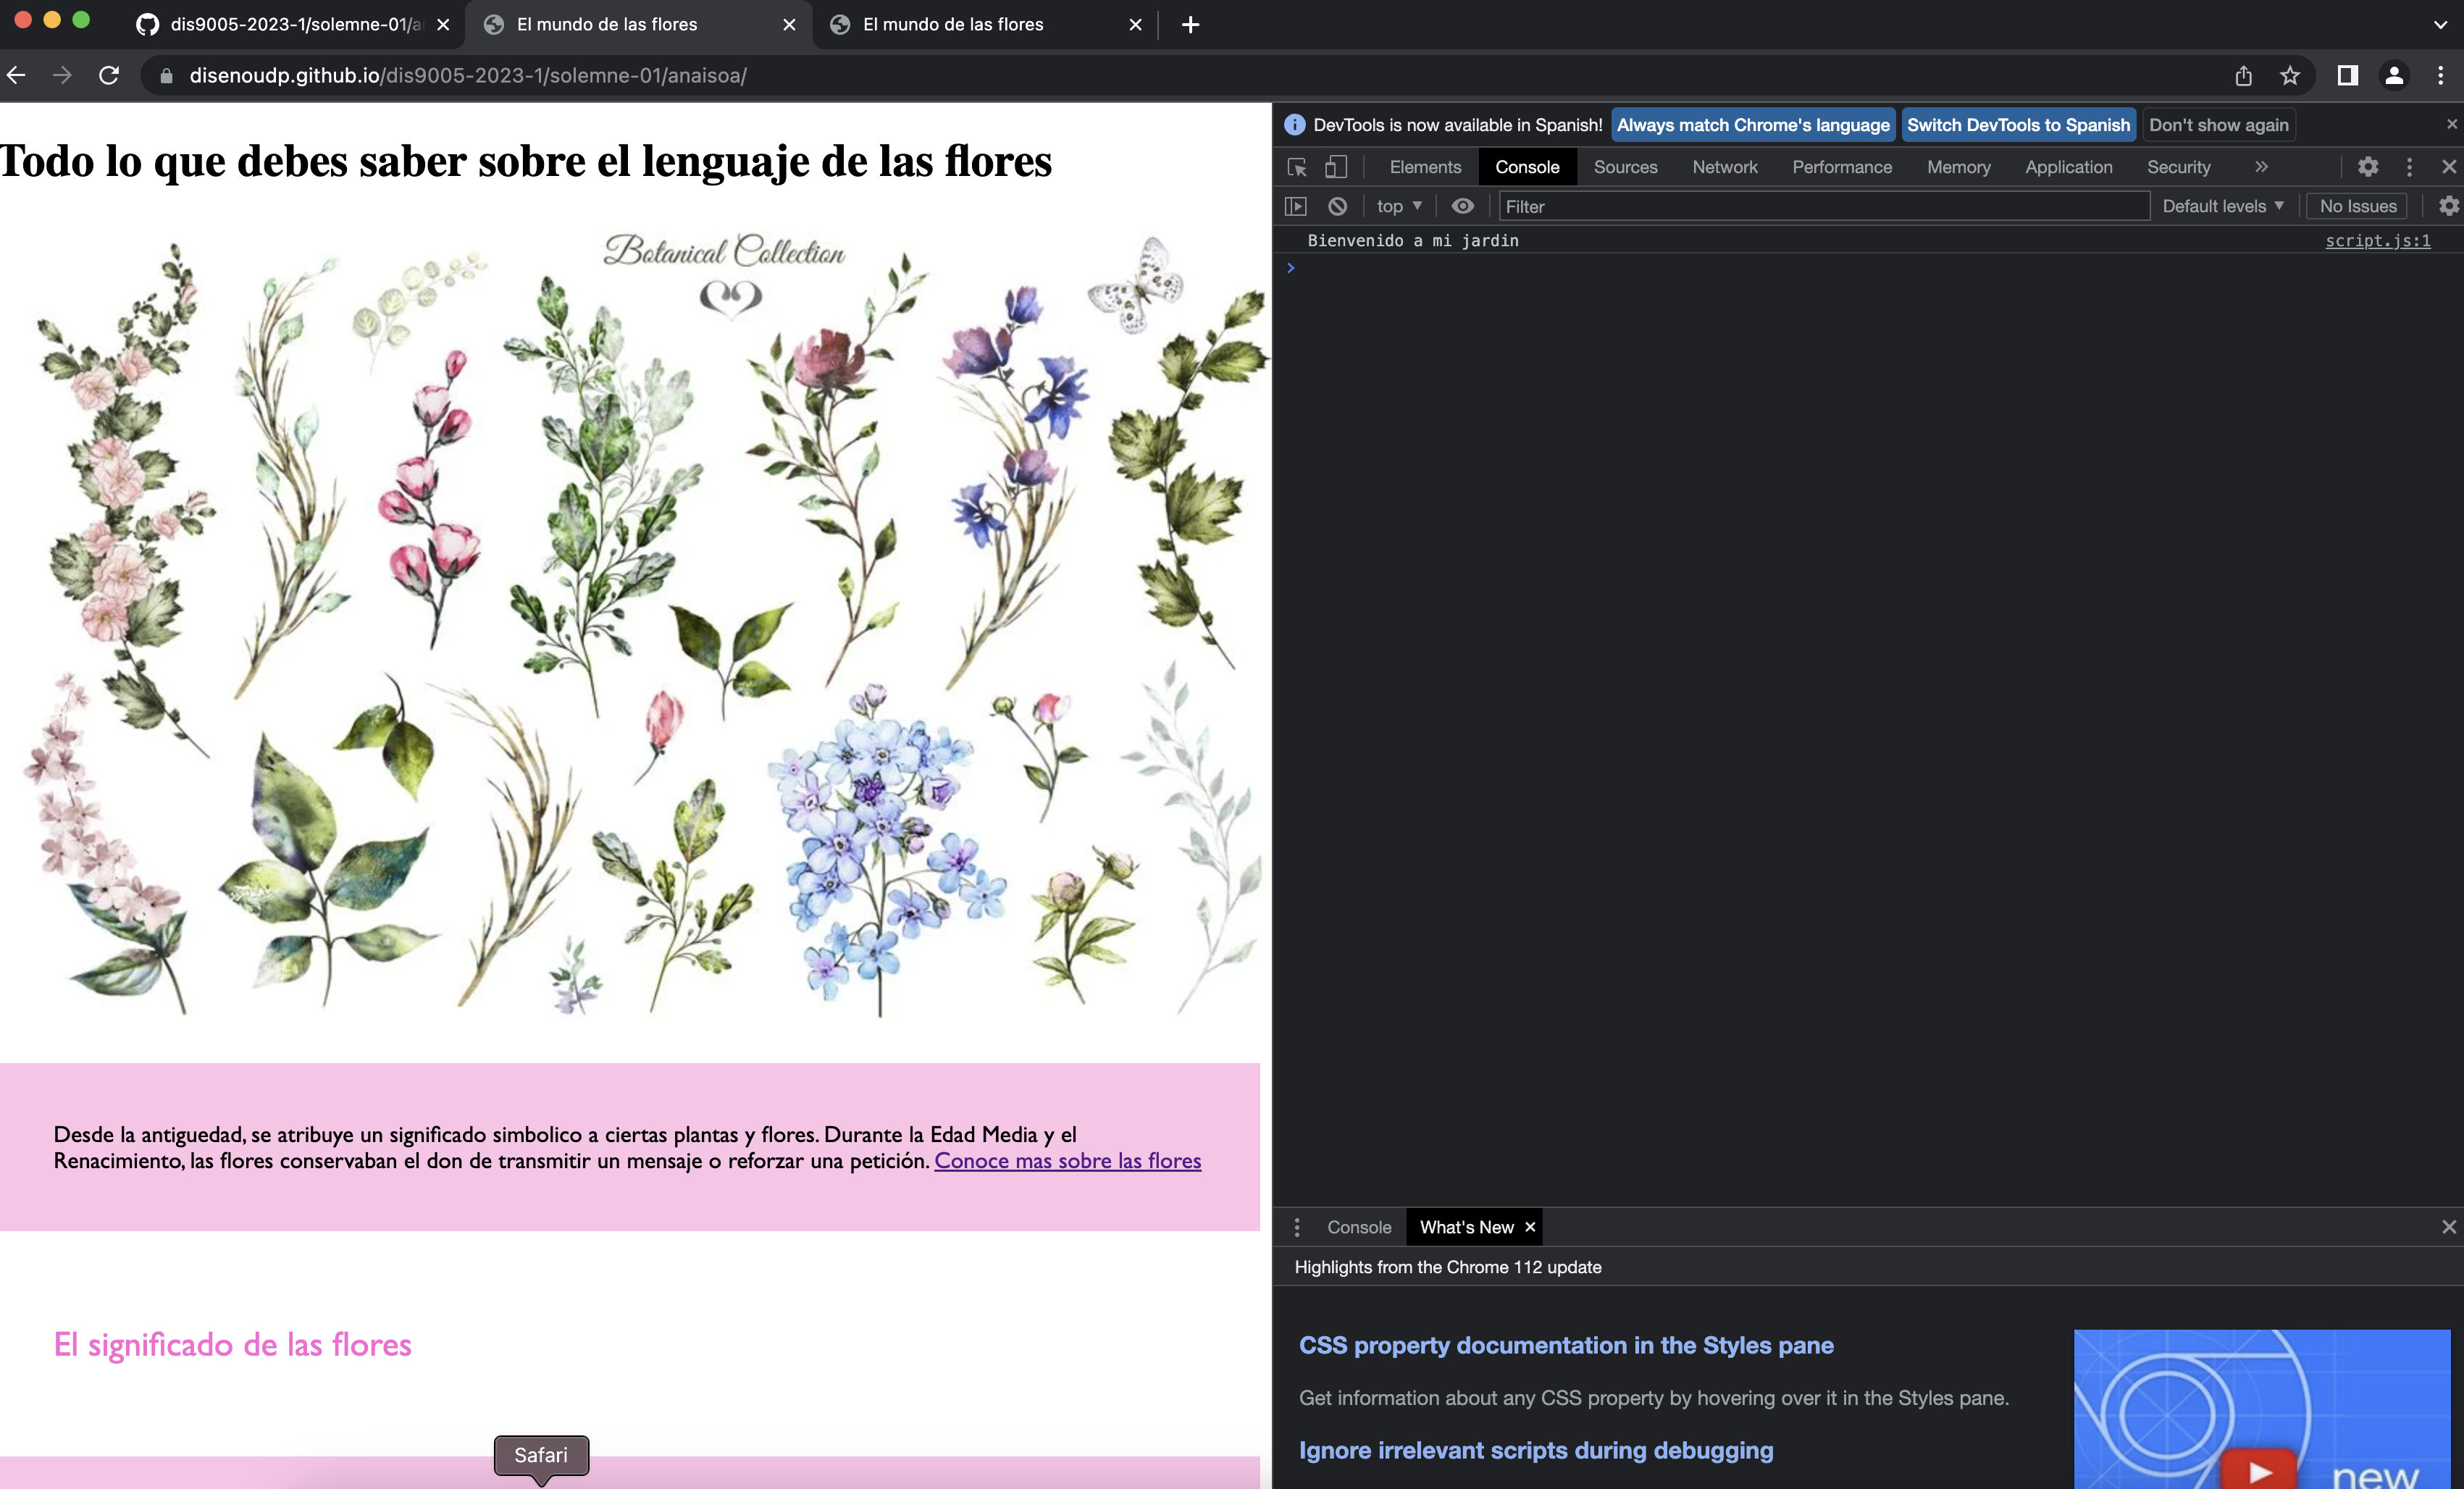 dis9005-2023-1/solemne-01/a
El mundo de las flores
El mundo de las flores
disenoudp.github.io/dis9005-2023-1/solemne-01/anaisoa/
Todo lo que debes saber sobre el lenguaje de las flores
Botanical Collection
Desde la antiguedad, se atribuye un significado simbolico a ciertas plantas y flores. Durante la Edad Media y el
Renacimiento, las flores conservaban el don de transmitir un mensaje o reforzar una petición. Conoce mas sobre las flores
El significado de las flores
Safari
DevTools is now available in Spanish! Always match Chrome's language Switch DevTools to Spanish Don't show again
Elements Console Sources Network Performance Memory Application Security
top Filter Default levels No Issues
Bienvenido a mi jardin script.js:1
Console What's New
Highlights from the Chrome 112 update
CSS property documentation in the Styles pane
Get information about any CSS property by hovering over it in the Styles pane.
Ignore irrelevant scripts during debugging
new